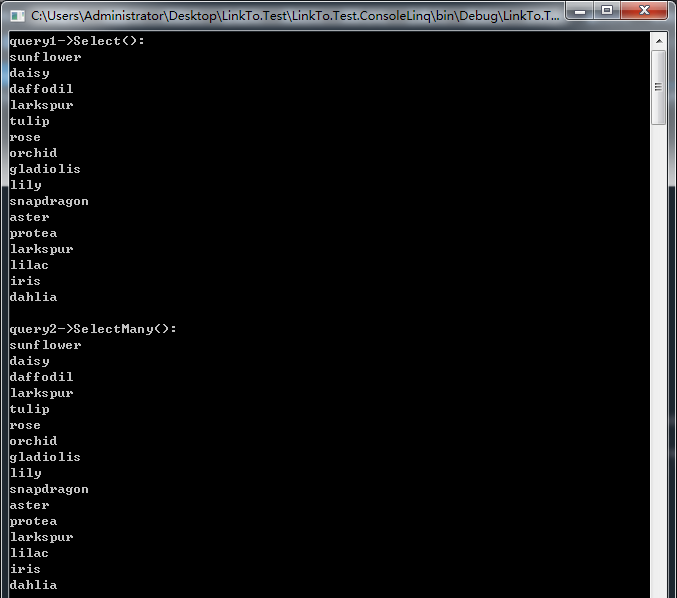 C:\Users\Administrator\Desktop\LinkTo.Test\LinkTo.Test.ConsoleLinq\bin\Debug\LinkTo.T...
query1->Select():
sunflower
daisy
daffodil
larkspur
tulip
rose
orchid
gladiolis
lily
snapdragon
aster
protea
larkspur
lilac
iris
dahlia

query2->SelectMany():
sunflower
daisy
daffodil
larkspur
tulip
rose
orchid
gladiolis
lily
snapdragon
aster
protea
larkspur
lilac
iris
dahlia